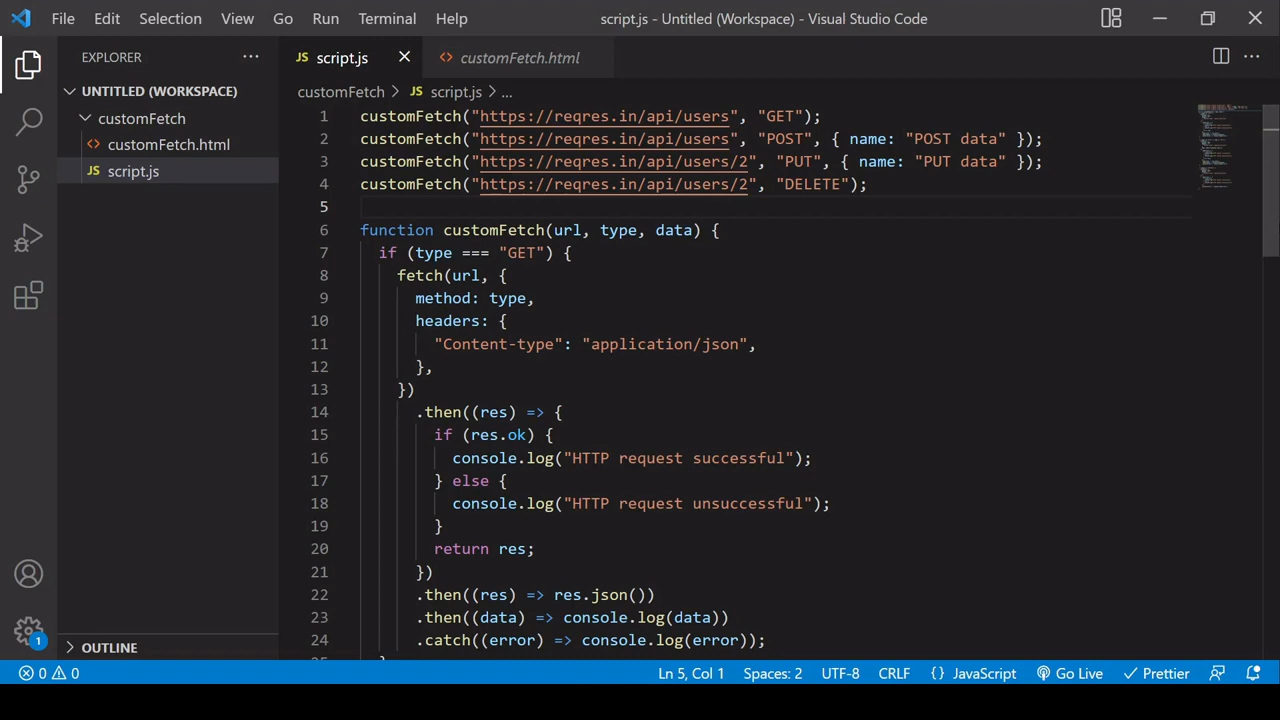 File Edit Selection View Go Run Terminal Help script.js - Untitled (Workspace) - Visual Studio Code
EXPLORER ...
UNTITLED (WORKSPACE)
customFetch
<> customFetch.html
JS script.js
OUTLINE
JS script.js
<> customFetch.html
customFetch > JS script.js > ...
1 customFetch("https://reqres.in/api/users", "GET");
2 customFetch("https://reqres.in/api/users", "POST", { name: "POST data" });
3 customFetch("https://reqres.in/api/users/2", "PUT", { name: "PUT data" });
4 customFetch("https://reqres.in/api/users/2", "DELETE");
5
6 function customFetch(url, type, data) {
7 if (type === "GET") {
8 fetch(url, {
9 method: type,
10 headers: {
11 "Content-type": "application/json",
12 },
13 })
14 .then((res) => {
15 if (res.ok) {
16 console.log("HTTP request successful");
17 } else {
18 console.log("HTTP request unsuccessful");
19 }
20 return res;
21 })
22 .then((res) => res.json())
23 .then((data) => console.log(data))
24 .catch((error) => console.log(error));
1
0 0 Ln 5, Col 1 Spaces: 2 UTF-8 CRLF {} JavaScript Go Live Prettier